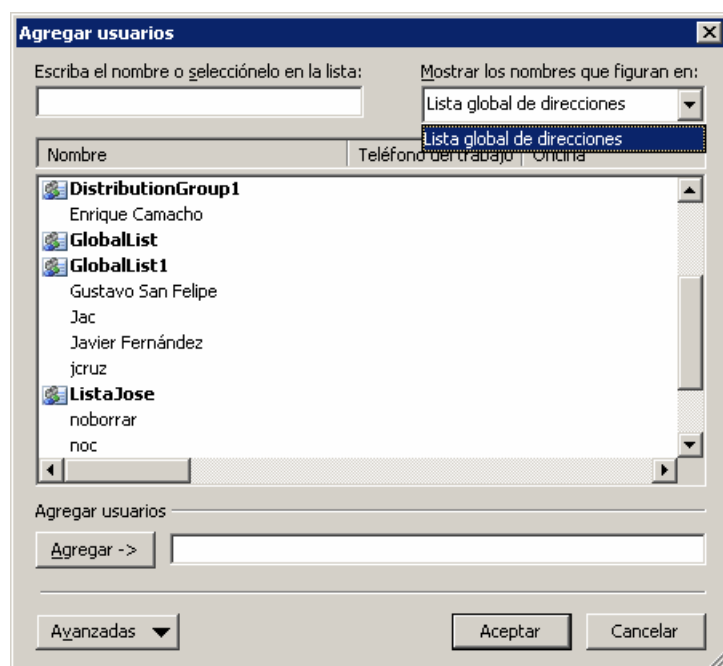 Agregar usuarios
Escriba el nombre o selecciónelo en la lista:
Mostrar los nombres que figuran en:
Lista global de direcciones
Lista global de direcciones
Nombre
Teléfono del trabajo
Oficina
DistributionGroup1
Enrique Camacho
GlobalList
GlobalList1
Gustavo San Felipe
Jac
Javier Fernández
jcruz
ListaJose
noborrar
noc
Agregar usuarios
Agregar ->
Avanzadas
Aceptar
Cancelar